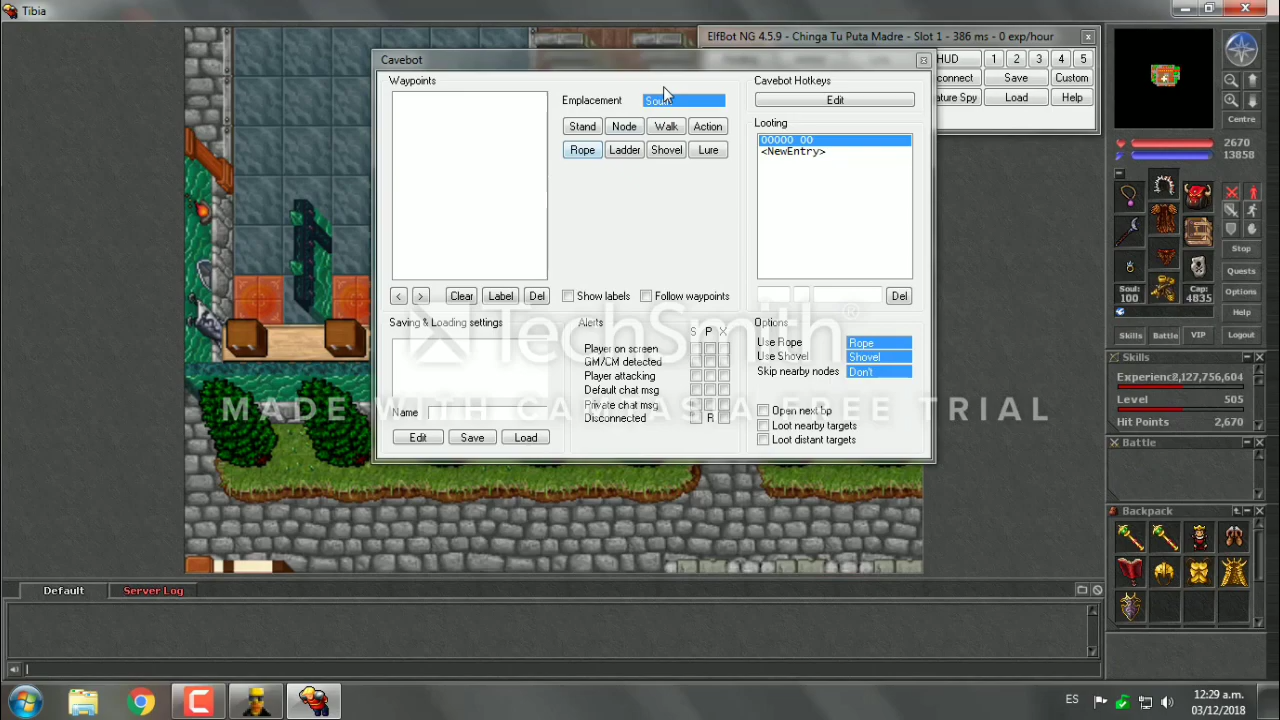 Tibia
ElfBot NG 4.5.9 - Chinga Tu Puta Madre - Slot 1 - 386 ms - 0 exp/hour
x
HUD
1
2
3
4
5
Save
Custom
Load
Help
Cavebot
Waypoints
Emplacement
Stand
Node
Walk
Action
Rope
Ladder
Shovel
Lure
<
>
Clear
Label
Del
Show labels
Follow waypoints
Cavebot Hotkeys
Edit
Looting
00000 00
<NewEntry>
Del
Saving & Loading settings
Name
Edit
Save
Load
Alerts
S P X
Player on screen
GM/CM detected
Player attacking
Default chat msg
Private chat msg
Disconnected
R
Options
Use Rope
Rope
Use Shovel
Shovel
Skip nearby nodes
Don't
Open next bp
Loot nearby targets
Loot distant targets
TechSmith®
MADE WITH CAMTASIA FREE TRIAL
Centre
2670
13858
Soul:
100
Cap:
4835
Stop
Quests
Options
Help
Skills
Battle
VIP
Logout
Skills
Level
505
Hit Points
2,670
Battle
Backpack
Default
Server Log
ES
12:29 a.m.
03/12/2018